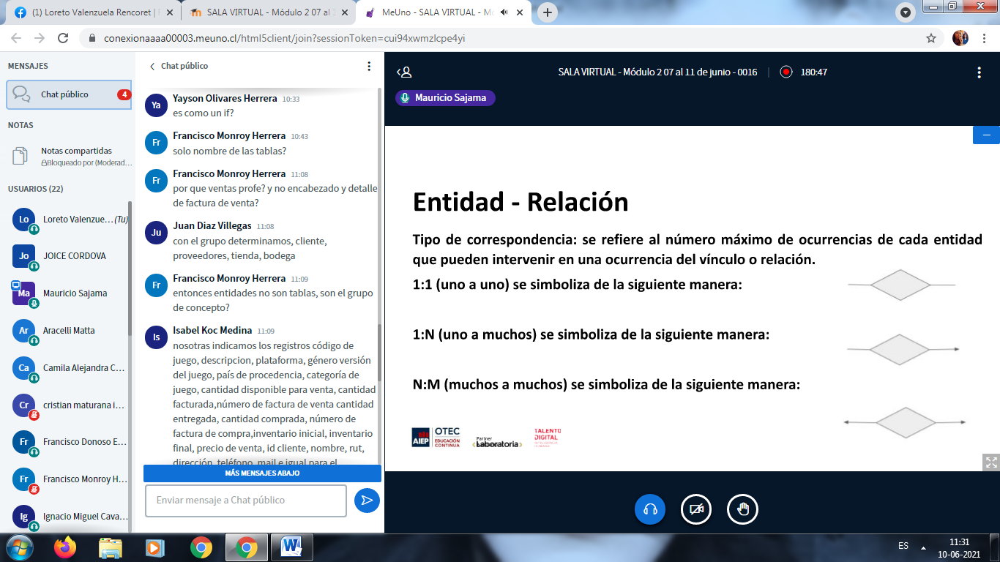 (1) Loreto Valenzuela Rencoret |
SALA VIRTUAL - Módulo 2 07 al
MeUno - SALA VIRTUAL - Mó
conexionaaaa00003.meuno.cl/html5client/join?sessionToken=cui94xwmzlcpe4yi
MENSAJES
Chat público
4
NOTAS
Notas compartidas
Bloqueado por (Moderad...
USUARIOS (22)
Lo
Loreto Valenzue... (Tu)
Jo
JOICE CORDOVA
Ma
Mauricio Sajama
Ar
Aracelli Matta
Ca
Camila Alejandra C...
Cr
cristian maturana i...
Fr
Francisco Donoso E...
Fr
Francisco Monroy H...
Ig
Ignacio Miguel Cava...
Chat público
Ya
Yayson Olivares Herrera 10:33
es como un if?
Fr
Francisco Monroy Herrera 10:43
solo nombre de las tablas?
Fr
Francisco Monroy Herrera 11:08
por que ventas profe? y no encabezado y detalle
de factura de venta?
Ju
Juan Diaz Villegas 11:08
con el grupo determinamos, cliente,
proveedores, tienda, bodega
Fr
Francisco Monroy Herrera 11:09
entonces entidades no son tablas, son el grupo
de concepto?
Is
Isabel Koc Medina 11:09
nosotras indicamos los registros código de
juego, descripcion, plataforma, género versión
del juego, país de procedencia, categoría de
juego, cantidad disponible para venta, cantidad
facturada,número de factura de venta cantidad
entregada, cantidad comprada, número de
factura de compra,inventario inicial, inventario
final, precio de venta, id cliente, nombre, rut,
dirección, teléfono, mail e igual para el
MÁS MENSAJES ABAJO
Enviar mensaje a Chat público
SALA VIRTUAL - Módulo 2 07 al 11 de junio - 0016
180:47
Mauricio Sajama
Entidad - Relación
Tipo de correspondencia: se refiere al número máximo de ocurrencias de cada entidad
que pueden intervenir en una ocurrencia del vínculo o relación.
1:1 (uno a uno) se simboliza de la siguiente manera:
1:N (uno a muchos) se simboliza de la siguiente manera:
N:M (muchos a muchos) se simboliza de la siguiente manera:
AIEP
OTEC
EDUCACIÓN
CONTINUA
Partner
Laboratoria
TALENTO
DIGITAL
ES
11:31
10-06-2021